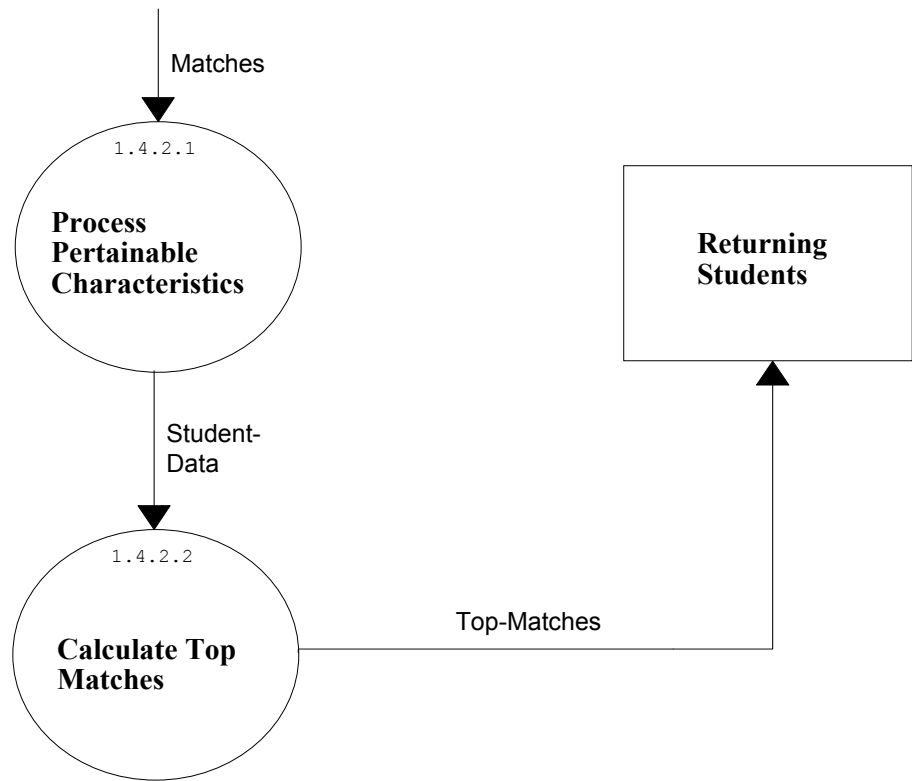 Matches
1.4.2.1
Process
Pertainable
Characteristics
Returning
Students
Student-
Data
1.4.2.2
Calculate Top
Matches
Top-Matches